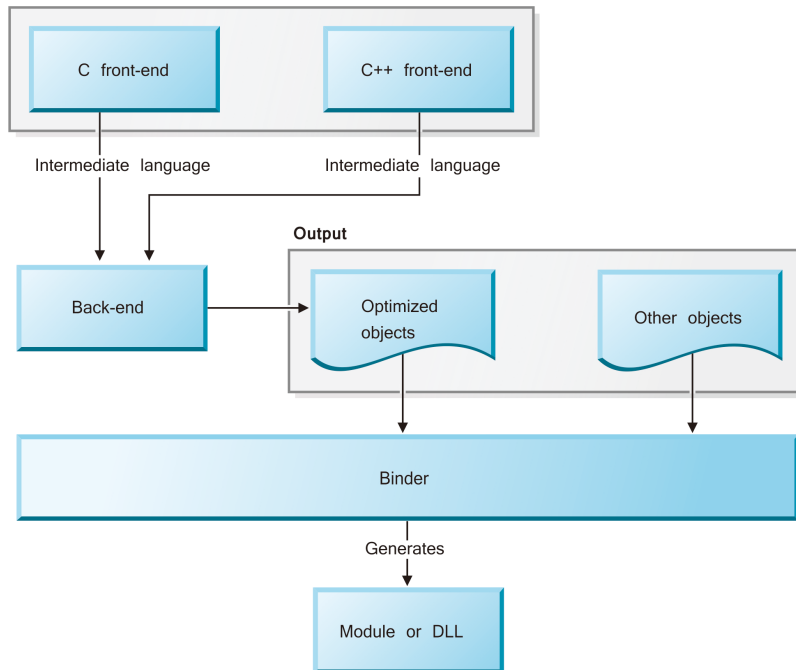 C front-end
C++ front-end
Intermediate language
Intermediate language
Output
Back-end
Optimized
objects
Other objects
Binder
Generates
Module or DLL